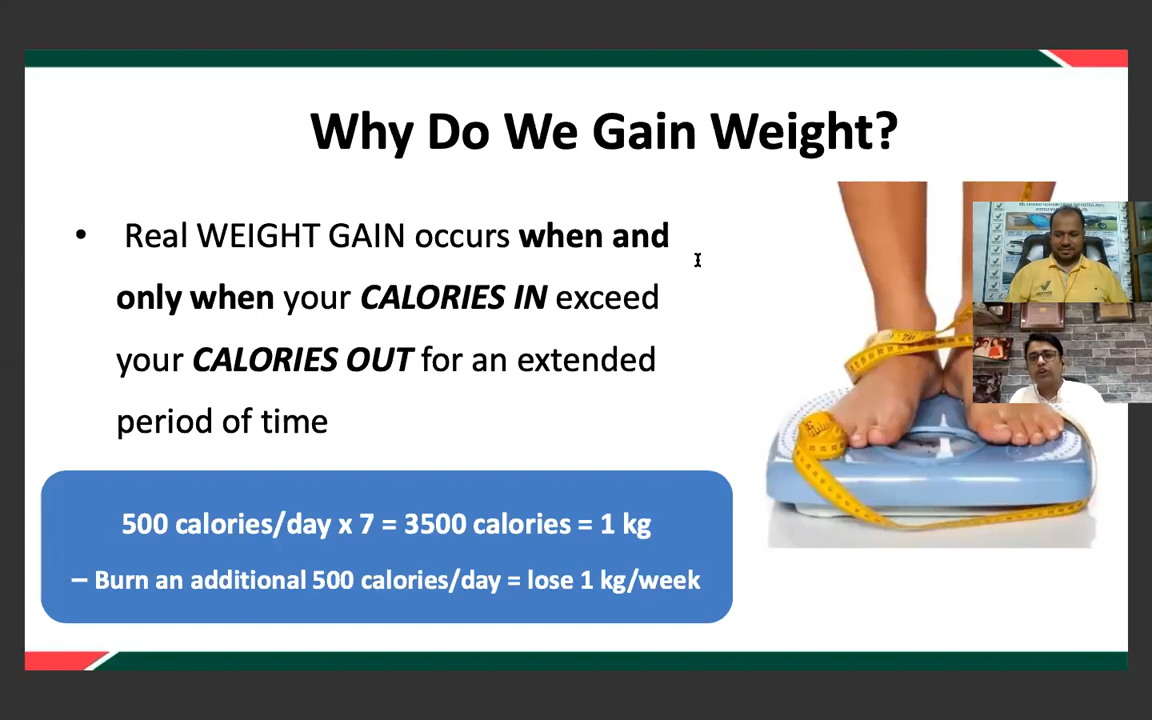 Why Do We Gain Weight?
• Real WEIGHT GAIN occurs when and
only when your CALORIES IN exceed
your CALORIES OUT for an extended
period of time
500 calories/day x 7 = 3500 calories = 1 kg
– Burn an additional 500 calories/day = lose 1 kg/week